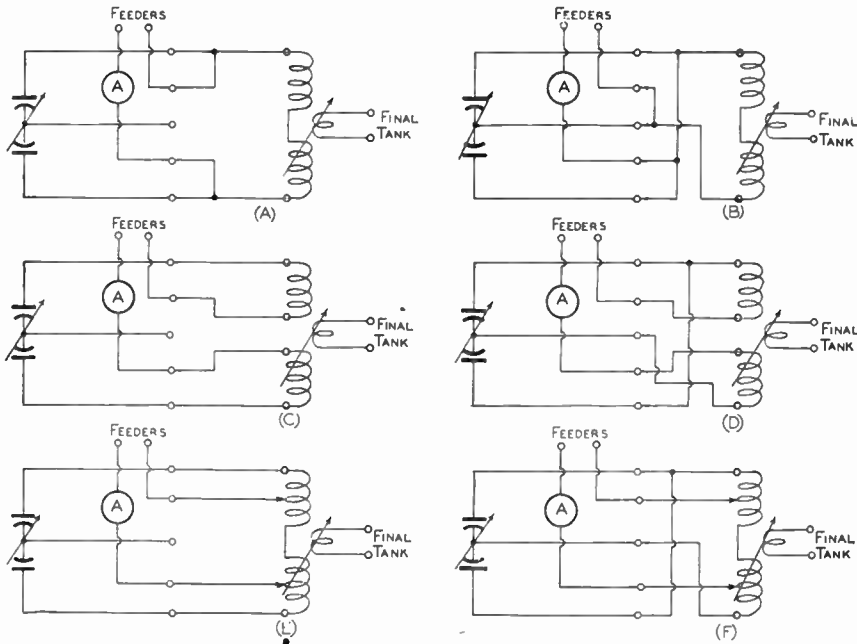 FEEDERS
A
FINAL
TANK
(A)
FEEDERS
A
FINAL
TANK
(B)
FEEDERS
A
FINAL
TANK
(C)
FEEDERS
A
FINAL
TANK
(D)
FEEDERS
A
FINAL
TANK
(E)
FEEDERS
A
FINAL
TANK
(F)